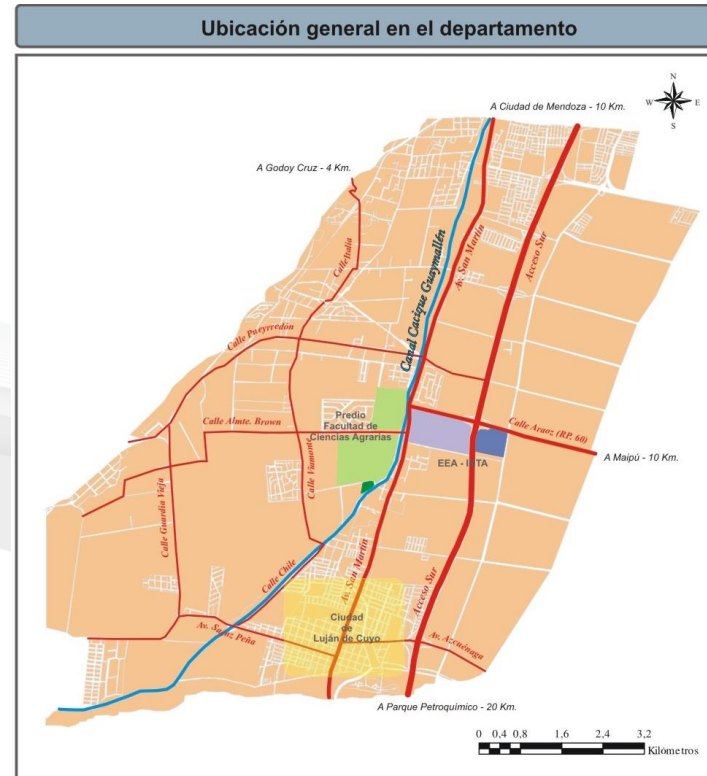 Ubicación general en el departamento
N
W E
S
A Ciudad de Mendoza - 10 Km.
A Godoy Cruz - 4 Km.
Calle Italia
Canal Cacique Guaymallén
Av. San Martín
Acceso Sur
Calle Pueyrredón
Predio
Facultad de
Ciencias Agrarias
Calle Almte. Brown
Calle Araoz (RP. 60)
A Maipú - 10 Km.
EEA - INTA
Calle Viamonte
Calle Guardia Vieja
Calle Chile
Av. San Martín
Acceso Sur
Ciudad
de
Luján de Cuyo
Av. Saenz Peña
Av. Azcuénaga
A Parque Petroquímico - 20 Km.
0 0,4 0,8 1,6 2,4 3,2
Kilómetros